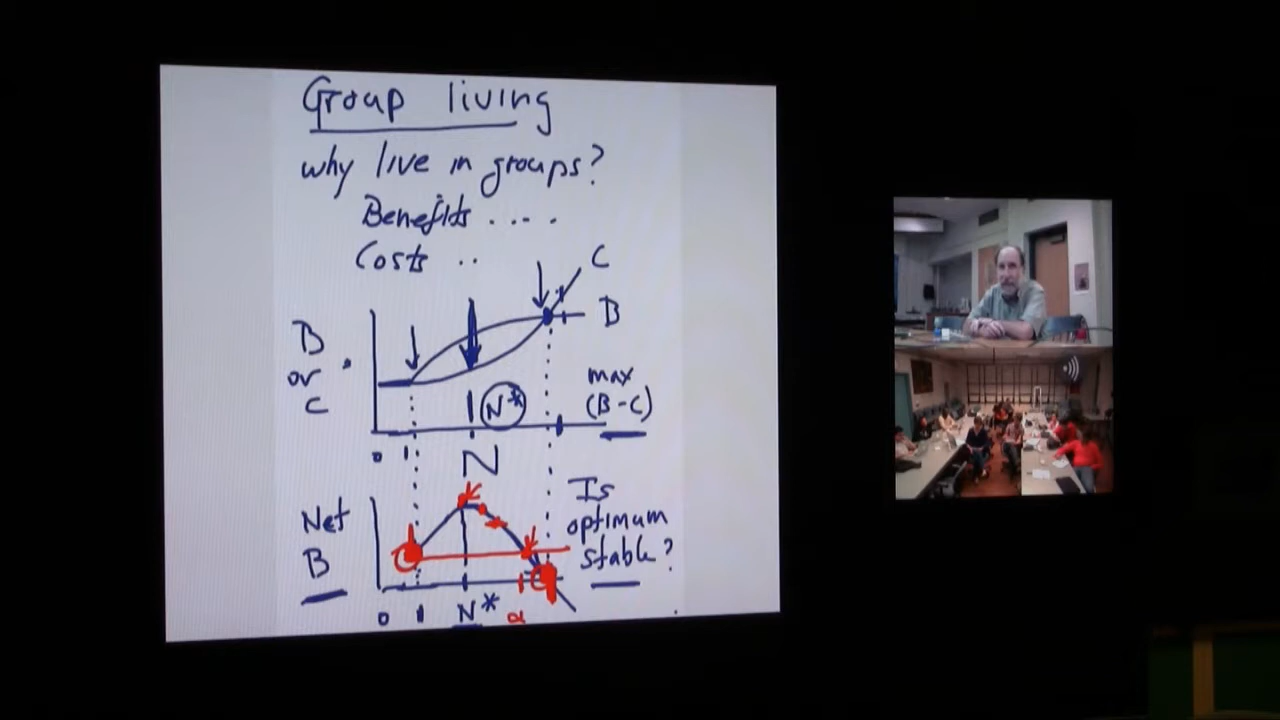 Group living
why live in groups?
Benefits ....
Costs ..
C
B
B
or
C
N*
max
(B-C)
0 1
N
Net
B
Is
optimum
stable?
0 1 N* α